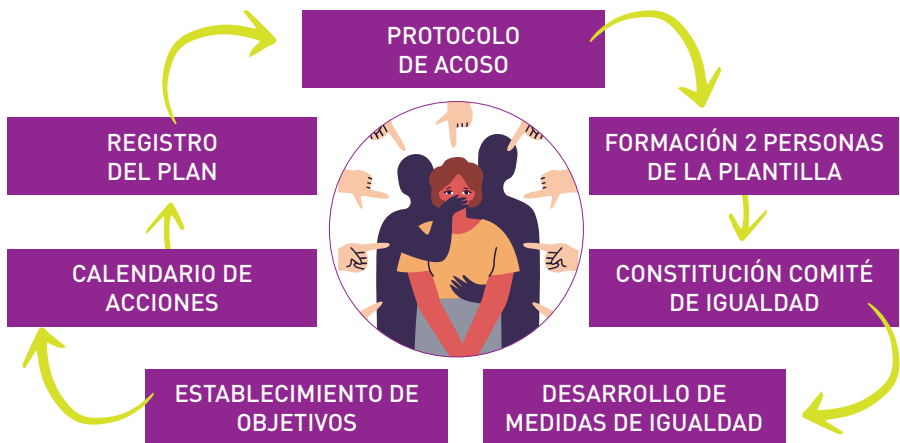 PROTOCOLO
DE ACOSO
FORMACIÓN 2 PERSONAS
DE LA PLANTILLA
CONSTITUCIÓN COMITÉ
DE IGUALDAD
DESARROLLO DE
MEDIDAS DE IGUALDAD
ESTABLECIMIENTO DE
OBJETIVOS
CALENDARIO DE
ACCIONES
REGISTRO
DEL PLAN